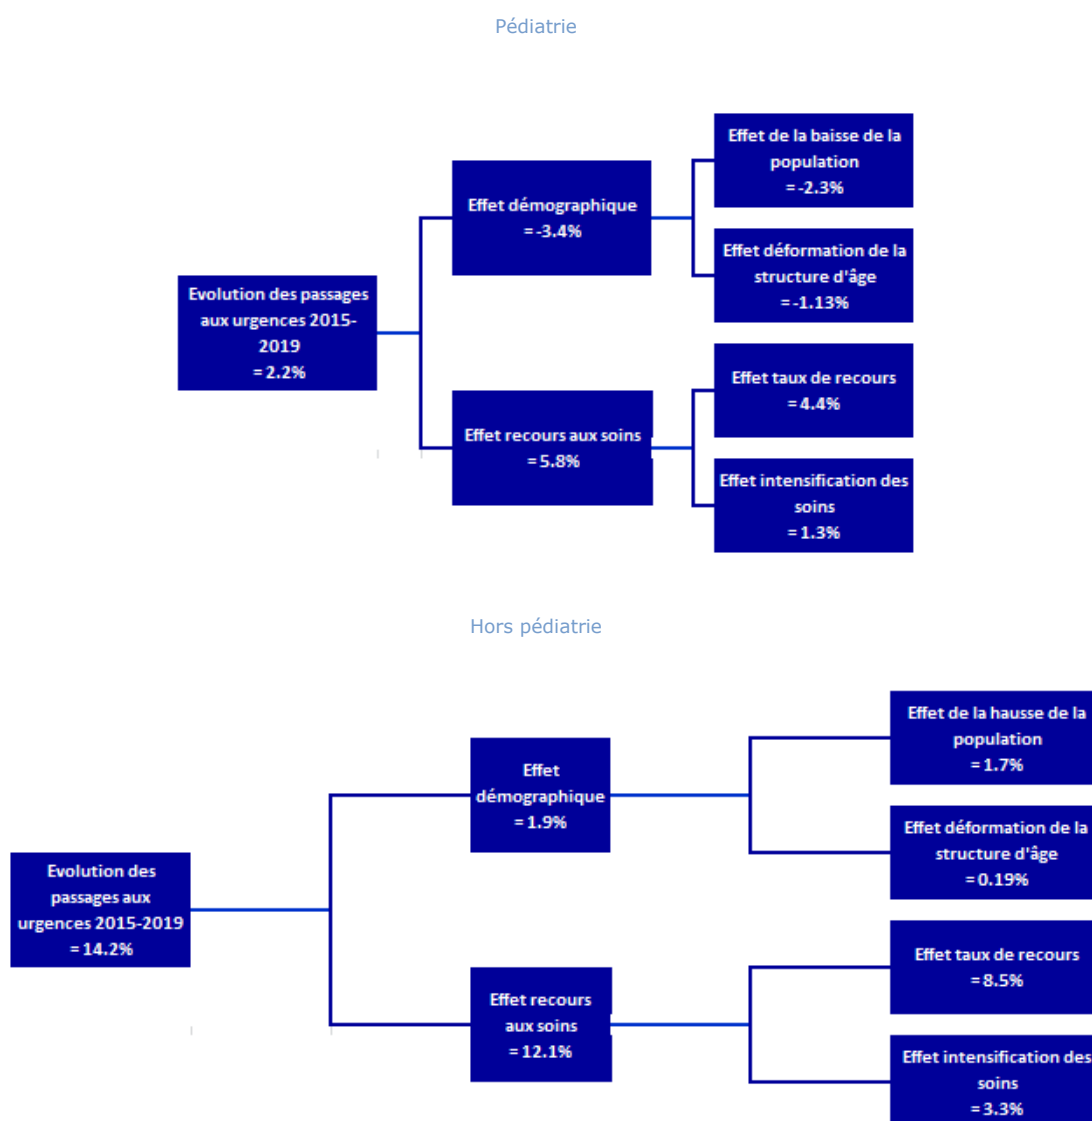 Pédiatrie
Evolution des passages
aux urgences 2015-
2019
= 2.2%
Effet démographique
= -3.4%
Effet de la baisse de la
population
= -2.3%
Effet déformation de la
structure d'âge
= -1.13%
Effet recours aux soins
= 5.8%
Effet taux de recours
= 4.4%
Effet intensification des
soins
= 1.3%
Hors pédiatrie
Evolution des
passages aux
urgences 2015-2019
= 14.2%
Effet
démographique
= 1.9%
Effet de la hausse de la
population
= 1.7%
Effet déformation de la
structure d'âge
= 0.19%
Effet recours
aux soins
= 12.1%
Effet taux de recours
= 8.5%
Effet intensification des
soins
= 3.3%